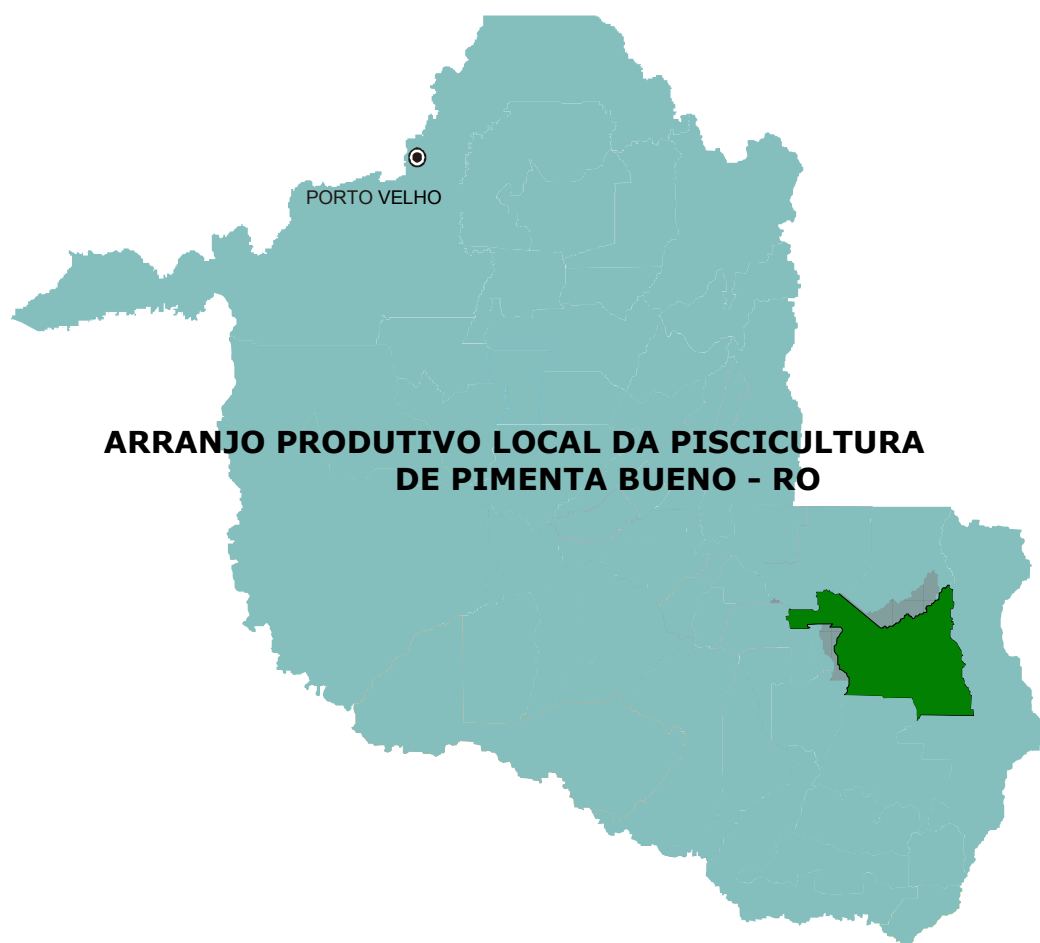 PORTO VELHO
ARRANJO PRODUTIVO LOCAL DA PISCICULTURA
DE PIMENTA BUENO - RO